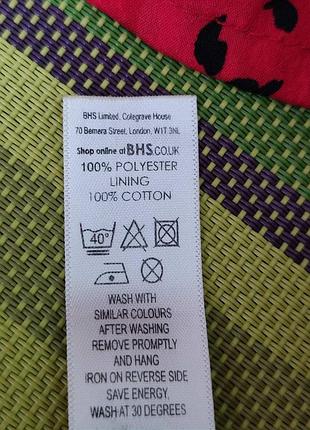 BHS Limited, Colegrave House
70 Berners Street, London, W1T 3NL
Shop online at BHS.CO.UK
100% POLYESTER
LINING
100% COTTON
40°
WASH WITH
SIMILAR COLOURS
AFTER WASHING
REMOVE PROMPTLY
AND HANG
IRON ON REVERSE SIDE
SAVE ENERGY,
WASH AT 30 DEGREES